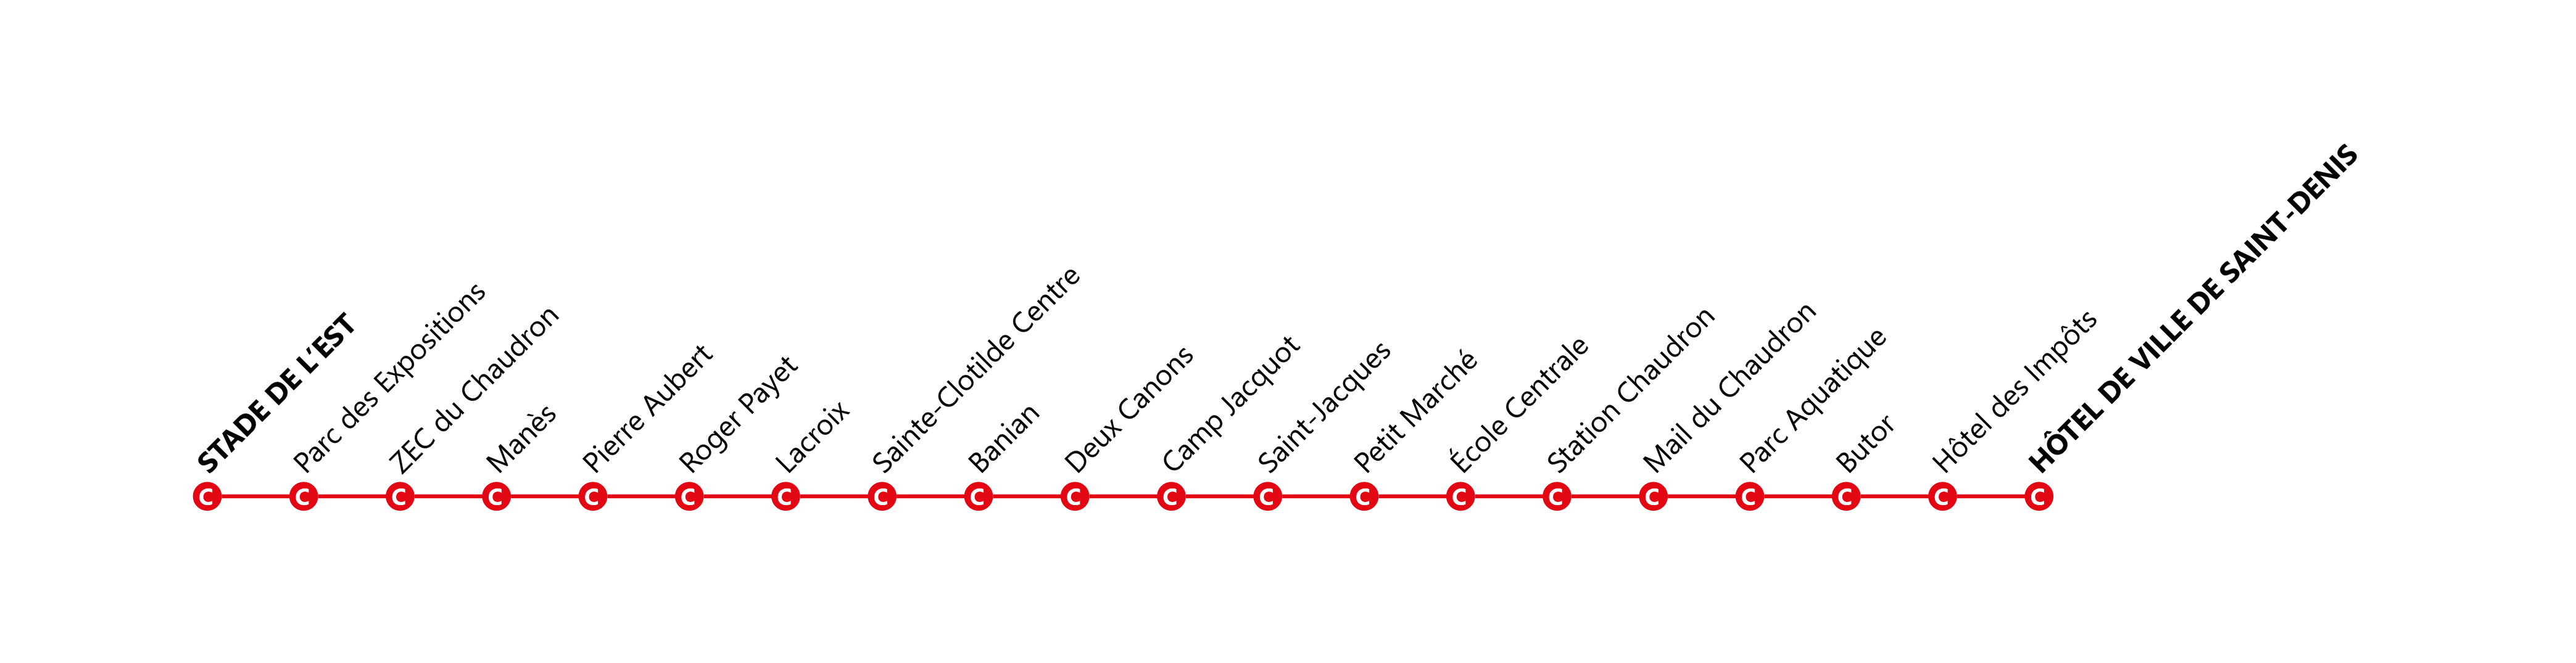 STADE DE L’EST
Parc des Expositions
ZEC du Chaudron
Manès
Pierre Aubert
Roger Payet
Lacroix
Sainte-Clotilde Centre
Banian
Deux Canons
Camp Jacquot
Saint-Jacques
Petit Marché
École Centrale
Station Chaudron
Mail du Chaudron
Parc Aquatique
Butor
Hôtel des Impôts
HÔTEL DE VILLE DE SAINT-DENIS
C C C C C C C C C C C C C C C C C C C C